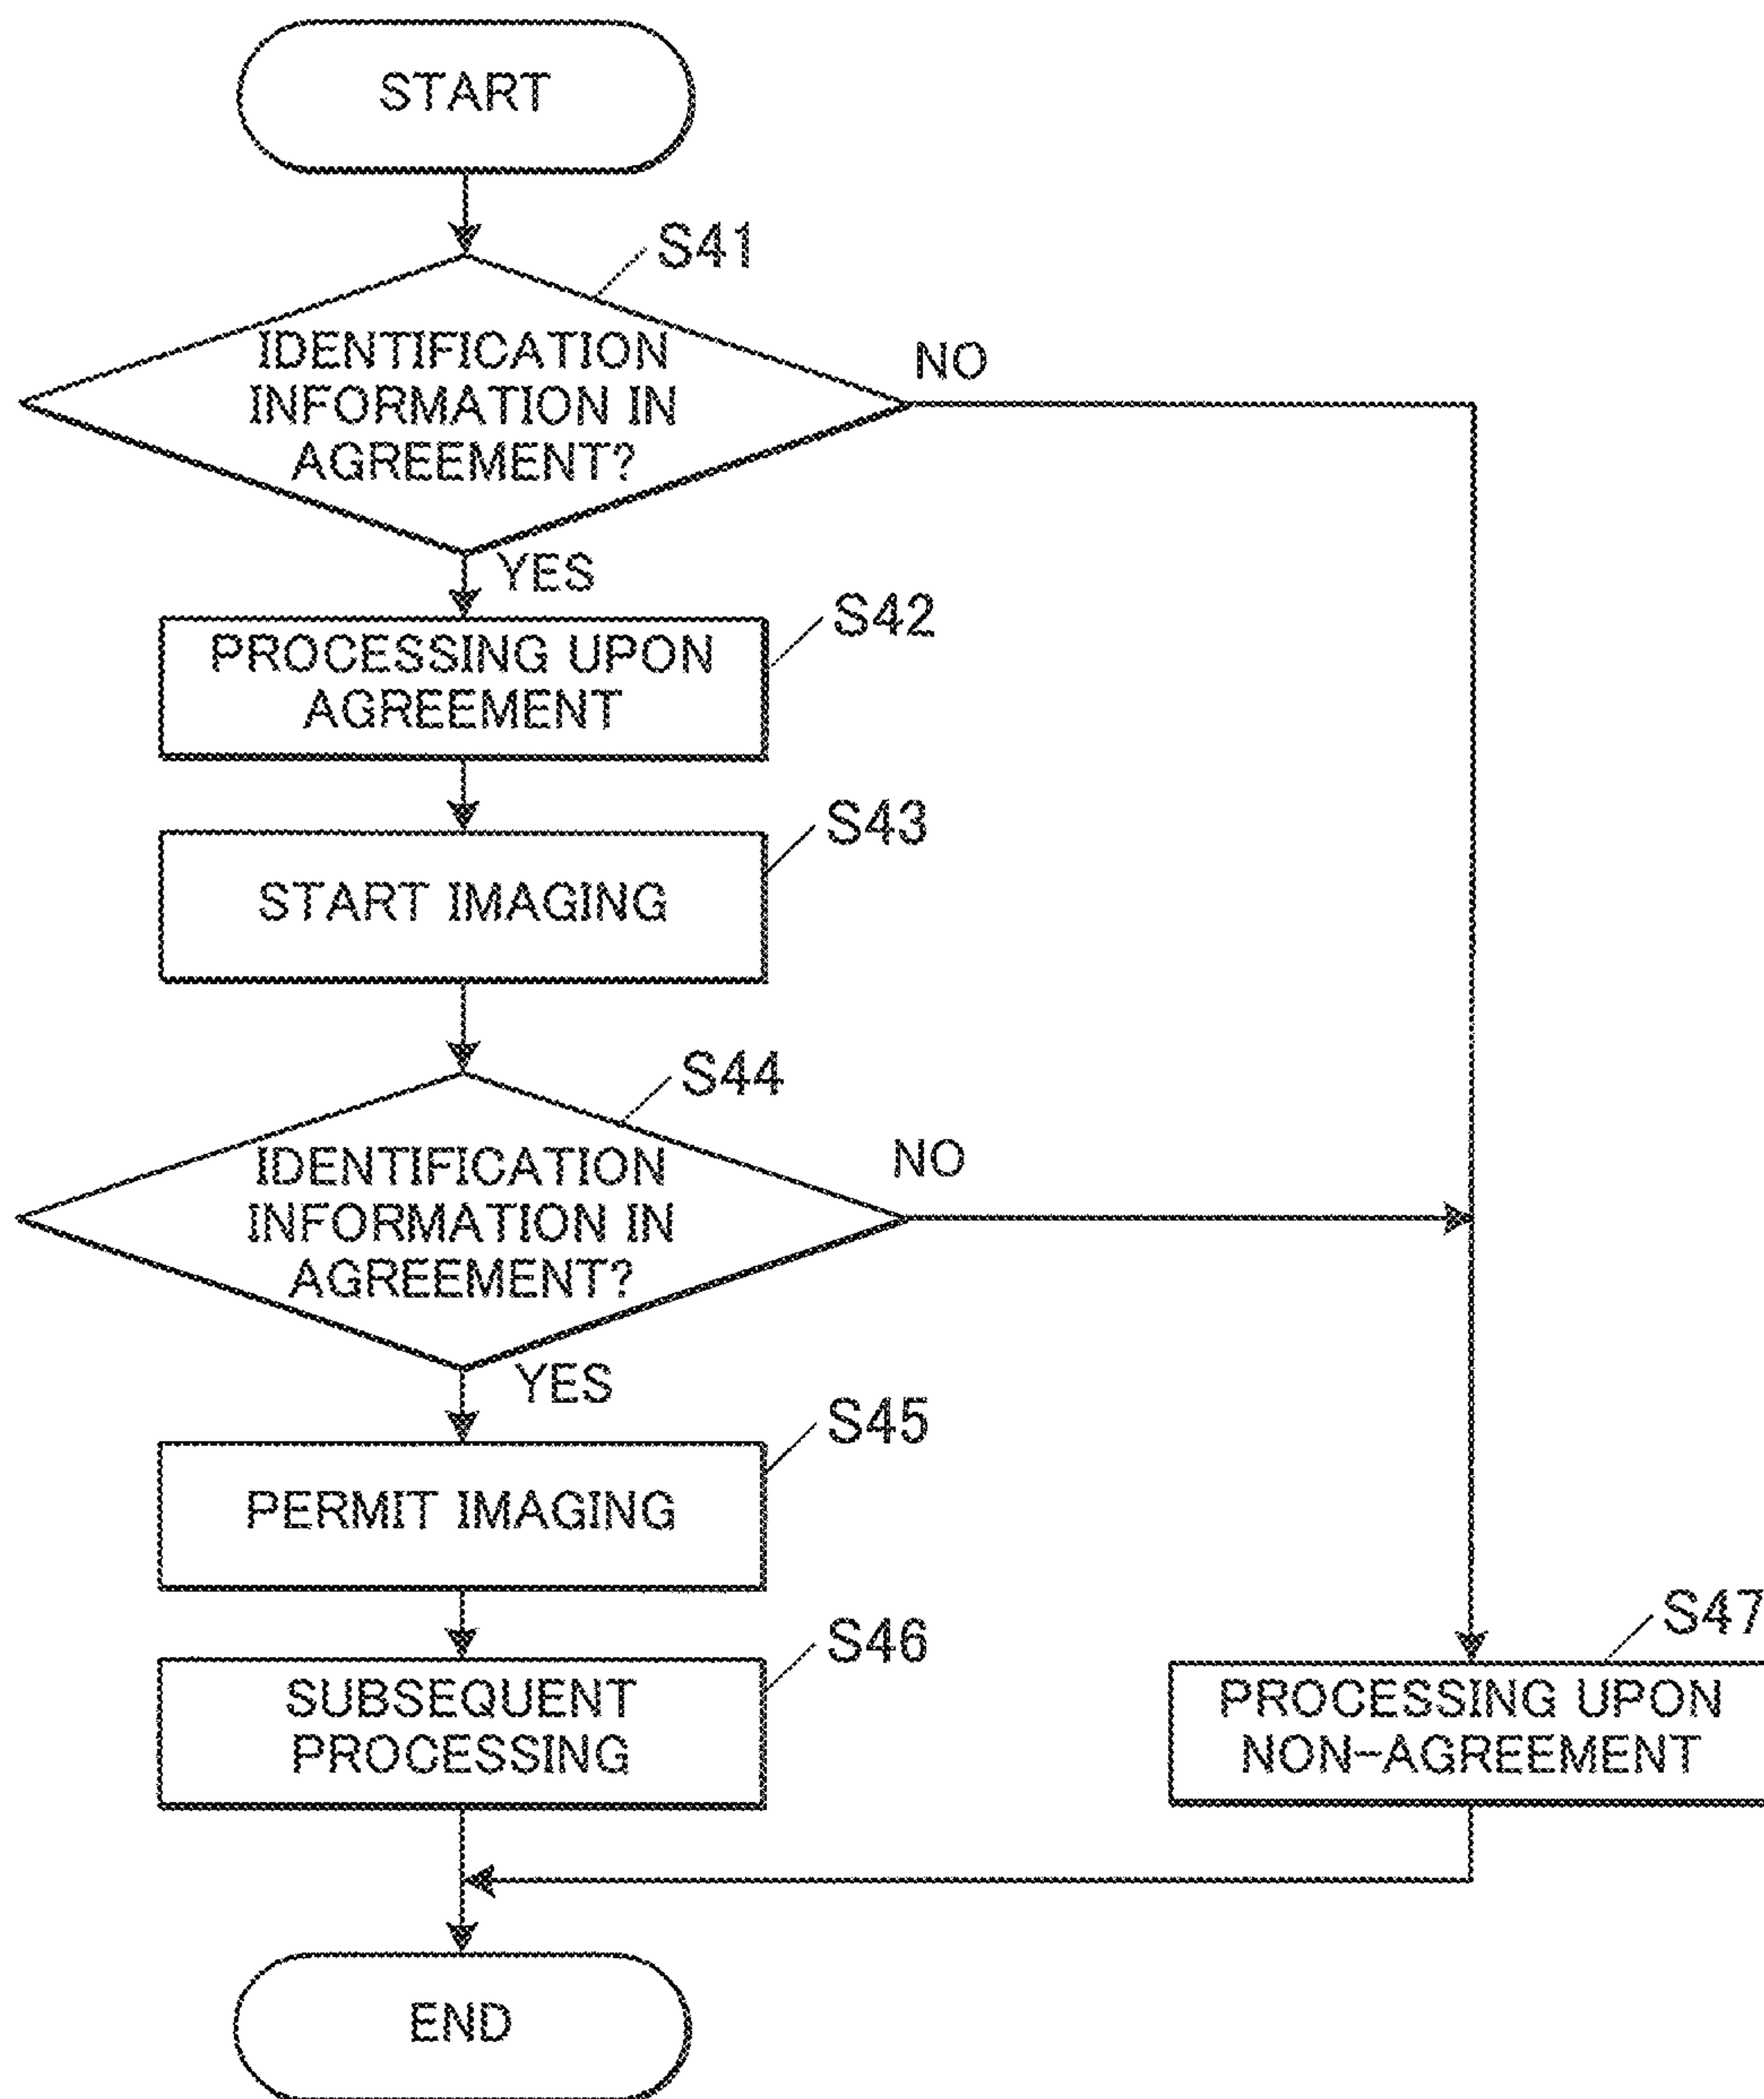 START
S41
IDENTIFICATION
INFORMATION IN
AGREEMENT?
NO
YES
S42
PROCESSING UPON
AGREEMENT
S43
START IMAGING
S44
IDENTIFICATION
INFORMATION IN
AGREEMENT?
NO
YES
S45
PERMIT IMAGING
S46
SUBSEQUENT
PROCESSING
S47
PROCESSING UPON
NON-AGREEMENT
END